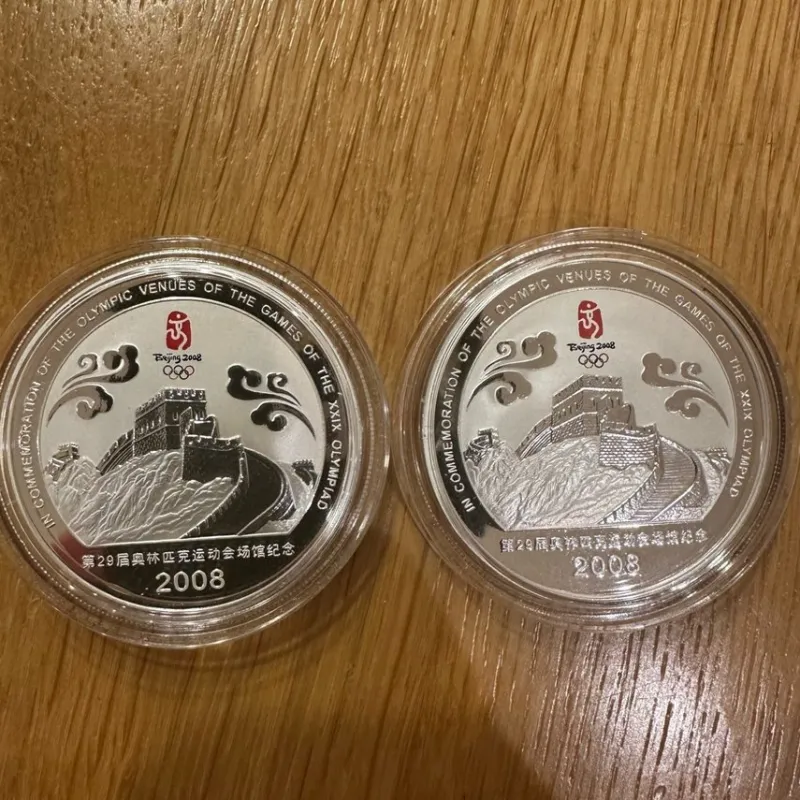 IN COMMEMORATION OF THE OLYMPIC VENUES OF THE GAMES OF THE XXIX OLYMPIAD
Beijing 2008
第29届奥林匹克运动会场馆纪念
2008
IN COMMEMORATION OF THE OLYMPIC VENUES OF THE GAMES OF THE XXIX OLYMPIAD
Beijing 2008
第29届奥林匹克运动会场馆纪念
2008